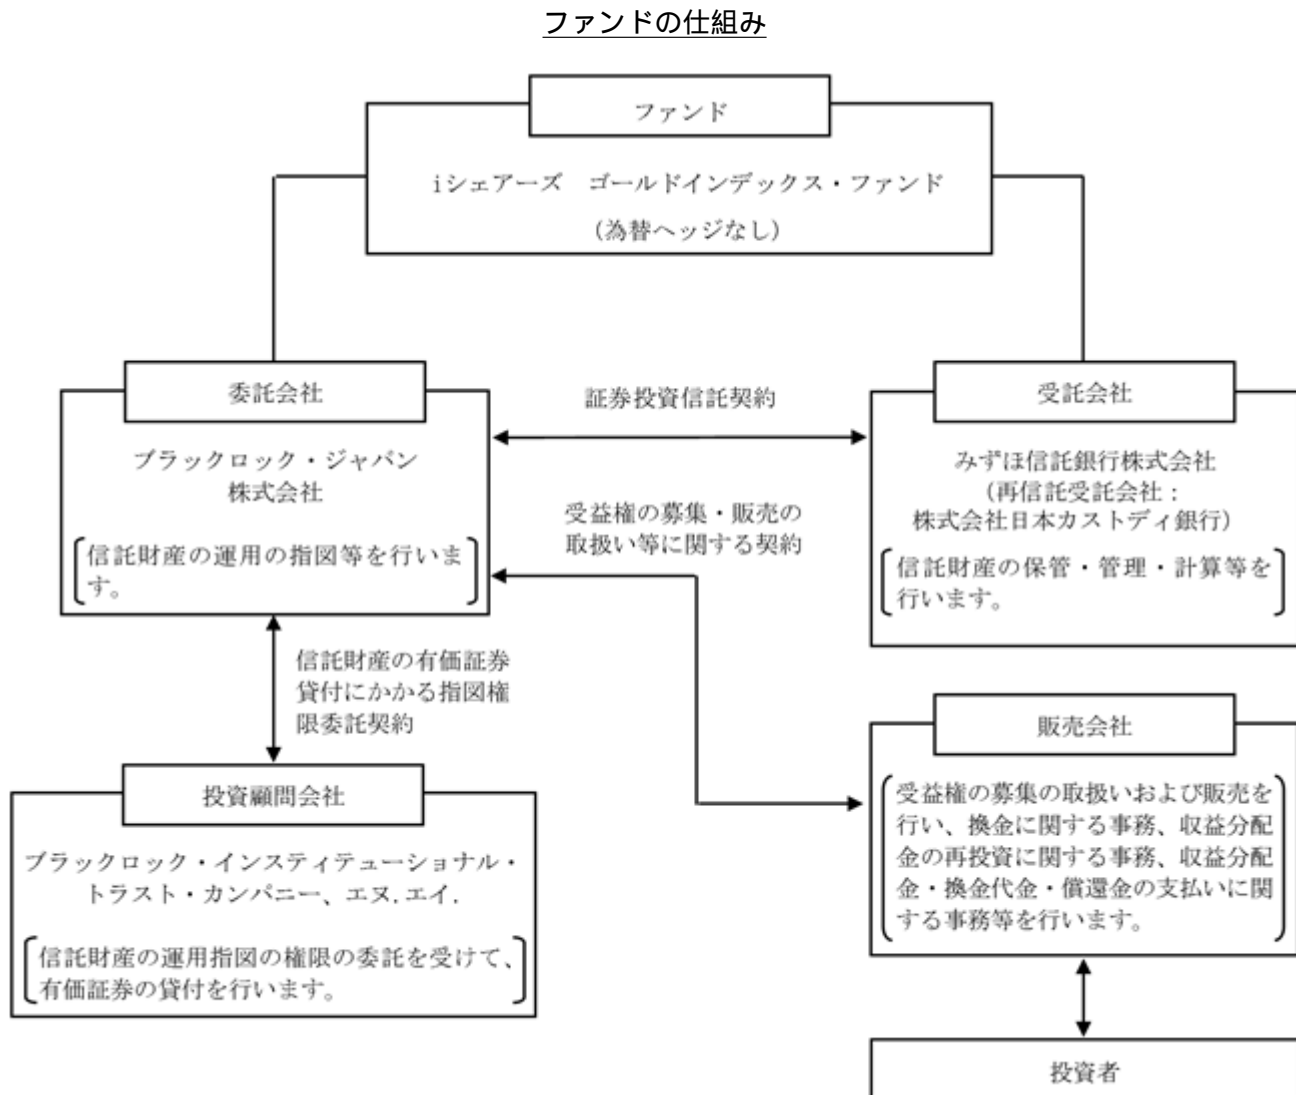 ファンドの仕組み
ファンド
iシェアーズ　ゴールドインデックス・ファンド
（為替ヘッジなし）
委託会社
ブラックロック・ジャパン
株式会社
信託財産の運用の指図等を行いま
す。
証券投資信託契約
受益権の募集・販売の
取扱い等に関する契約
受託会社
みずほ信託銀行株式会社
（再信託受託会社：
株式会社日本カストディ銀行）
信託財産の保管・管理・計算等を
行います。
信託財産の有価証券
貸付にかかる指図権
限委託契約
投資顧問会社
ブラックロック・インスティテューショナル・
トラスト・カンパニー、エヌ.エイ.
信託財産の運用指図の権限の委託を受けて、
有価証券の貸付を行います。
販売会社
受益権の募集の取扱いおよび販売を
行い、換金に関する事務、収益分配
金の再投資に関する事務、収益分配
金・換金代金・償還金の支払いに関
する事務等を行います。
投資者